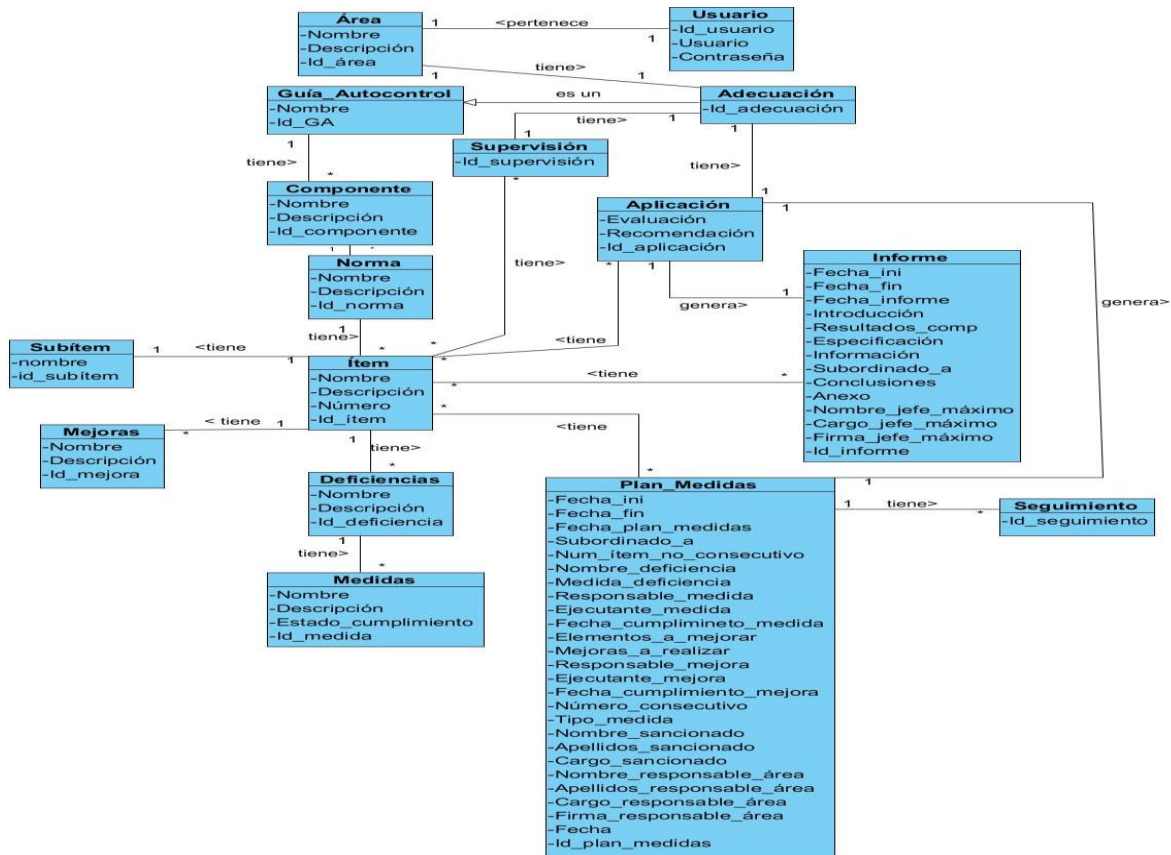 Área
-Nombre
-Descripción
-Id_área
1
<pertenece
1
Usuario
-Id_usuario
-Usuario
-Contraseña
1
tiene>
1
Guía_Autocontrol
-Nombre
-Id_GA
es un
Adecuación
-Id_adecuación
1
tiene>
1
Supervisión
-Id_supervisión
1
tiene>
*
1
tiene>
1
Componente
-Nombre
-Descripción
-Id_componente
*
tiene>
*
Aplicación
-Evaluación
-Recomendación
-Id_aplicación
1
genera>
1
1
*
Norma
-Nombre
-Descripción
-Id_norma
1
tiene>
*
*
<tiene
*
1
genera>
1
Informe
-Fecha_ini
-Fecha_fin
-Fecha_informe
-Introducción
-Resultados_comp
-Especificación
-Información
-Subordinado_a
-Conclusiones
-Anexo
-Nombre_jefe_máximo
-Cargo_jefe_máximo
-Firma_jefe_máximo
-Id_informe
Subítem
-nombre
-id_subítem
1
<tiene
1
Ítem
-Nombre
-Descripción
-Número
-Id_ítem
*
<tiene
*
*
<tiene
*
Mejoras
-Nombre
-Descripción
-Id_mejora
*
< tiene
1
1
tiene>
*
Deficiencias
-Nombre
-Descripción
-Id_deficiencia
1
tiene>
*
Medidas
-Nombre
-Descripción
-Estado_cumplimiento
-Id_medida
Plan_Medidas
-Fecha_ini
-Fecha_fin
-Fecha_plan_medidas
-Subordinado_a
-Num_ítem_no_consecutivo
-Nombre_deficiencia
-Medida_deficiencia
-Responsable_medida
-Ejecutante_medida
-Fecha_cumplimineto_medida
-Elementos_a_mejorar
-Mejoras_a_realizar
-Responsable_mejora
-Ejecutante_mejora
-Fecha_cumplimiento_mejora
-Número_consecutivo
-Tipo_medida
-Nombre_sancionado
-Apellidos_sancionado
-Cargo_sancionado
-Nombre_responsable_área
-Apellidos_responsable_área
-Cargo_responsable_área
-Firma_responsable_área
-Fecha
-Id_plan_medidas
1
1
tiene>
*
Seguimiento
-Id_seguimiento